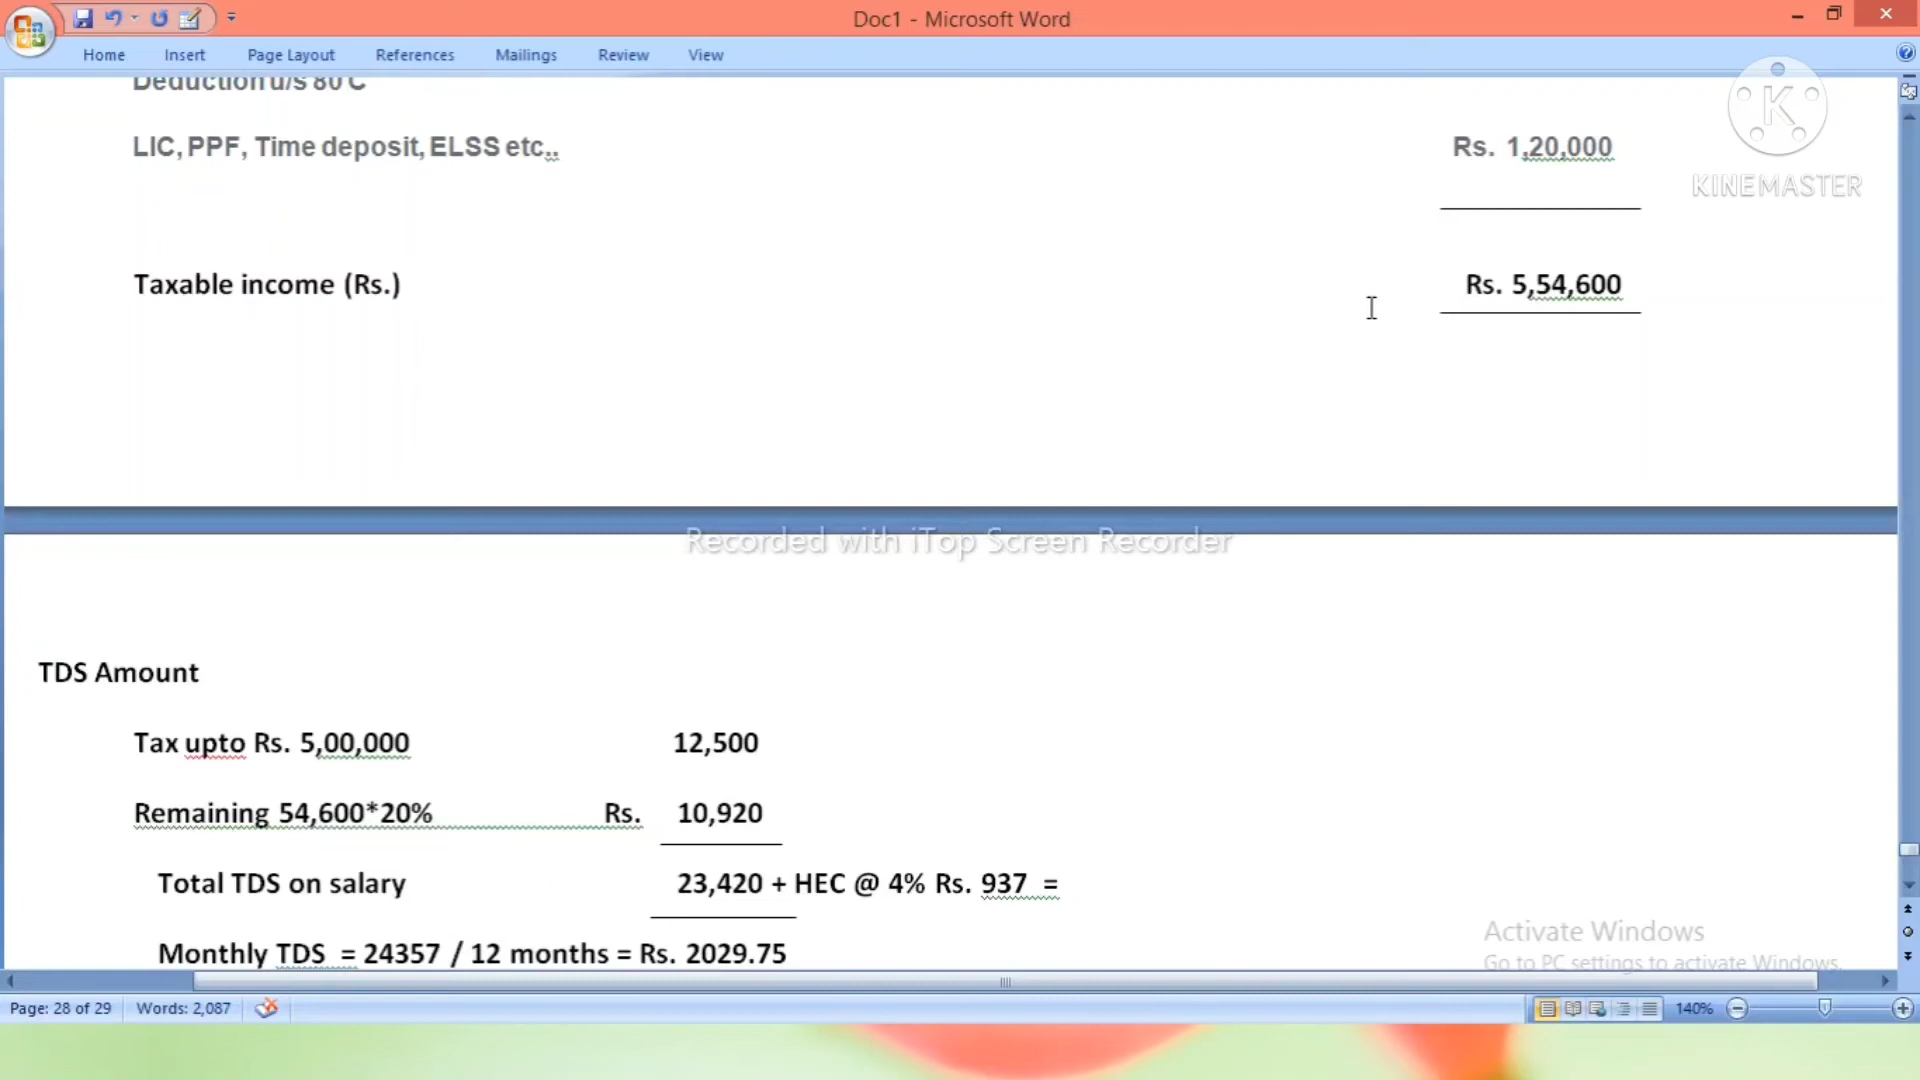 Doc1 - Microsoft Word
Home Insert Page Layout References Mailings Review View
Deduction u/s 80 C
LIC, PPF, Time deposit, ELSS etc.. Rs. 1,20,000
K
KINEMASTER
Taxable income (Rs.) Rs. 5,54,600
Recorded with iTop Screen Recorder
TDS Amount
Tax upto Rs. 5,00,000 12,500
Remaining 54,600*20% Rs. 10,920
Total TDS on salary 23,420 + HEC @ 4% Rs. 937 =
Monthly TDS = 24357 / 12 months = Rs. 2029.75
Activate Windows
Go to PC settings to activate Windows.
Page: 28 of 29 Words: 2,087 140%